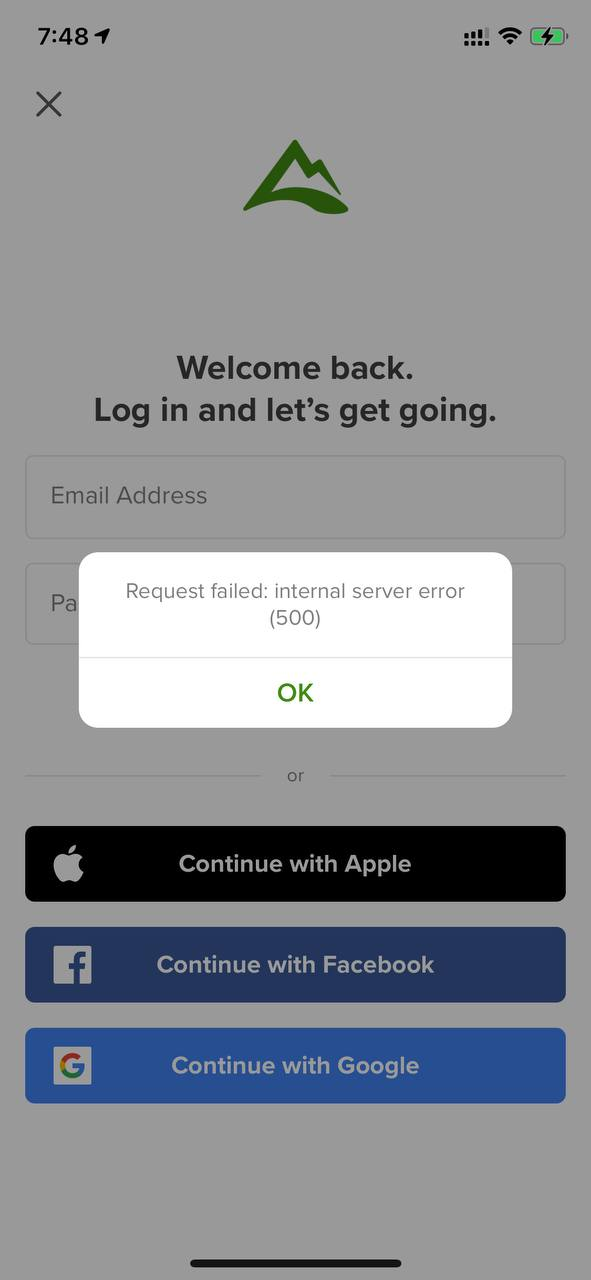 7:48
Welcome back.
Log in and let’s get going.
Email Address
Pa
Request failed: internal server error
(500)
OK
or
Continue with Apple
Continue with Facebook
Continue with Google